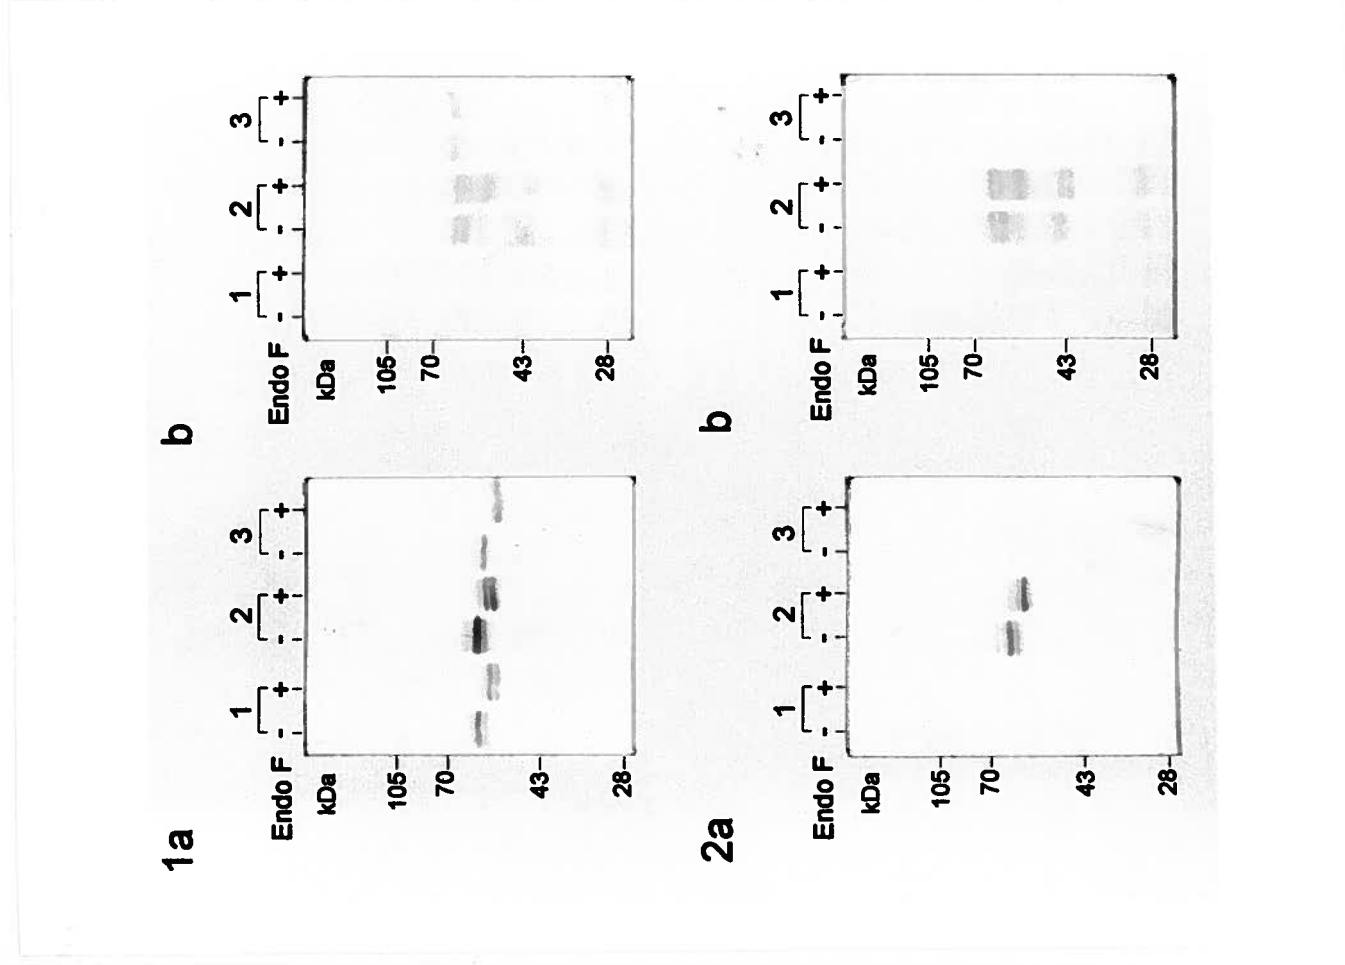 1a
Endo F - + - + - + 
1 2 3
kDa
105-
70-
43-
28-
b
Endo F - + - + - +
1 2 3
kDa
105-
70-
43-
28-
2a
Endo F - + - + - +
1 2 3
kDa
105-
70-
43-
28-
b
Endo F - + - + - +
1 2 3
kDa
105-
70-
43-
28-